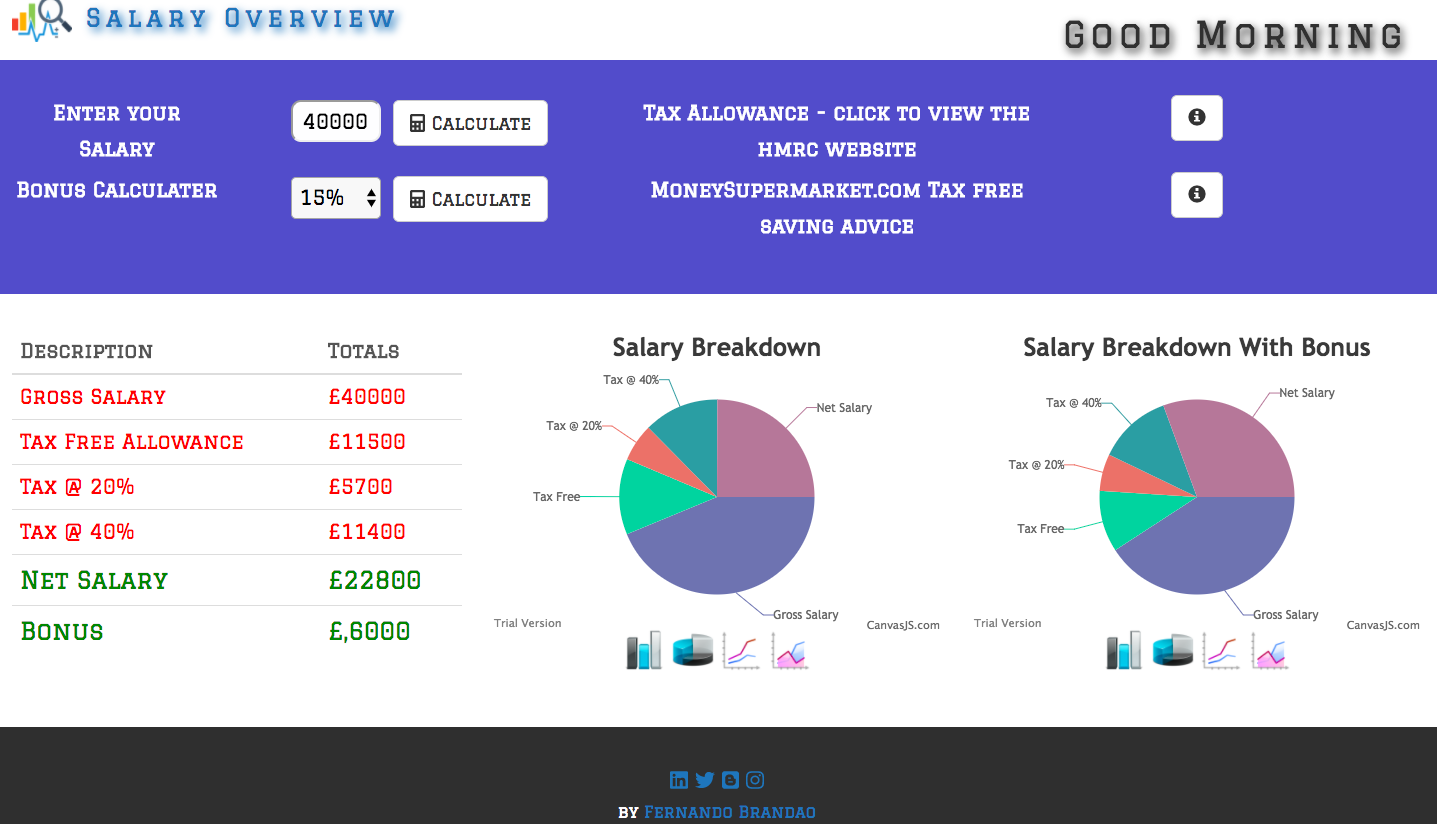 Salary Overview
Good Morning
Enter your
Salary
40000
Calculate
Tax Allowance - click to view the
HMRC website
Bonus Calculater
15%
Calculate
MoneySupermarket.com Tax free
saving advice
Description Totals
Gross Salary £40000
Tax Free Allowance £11500
Tax @ 20% £5700
Tax @ 40% £11400
Net Salary £22800
Bonus £,6000
Salary Breakdown
Tax @ 40%
Net Salary
Tax @ 20%
Tax Free
Gross Salary
Trial Version
CanvasJS.com
Salary Breakdown With Bonus
Net Salary
Tax @ 40%
Tax @ 20%
Tax Free
Gross Salary
Trial Version
CanvasJS.com
by Fernando Brandao